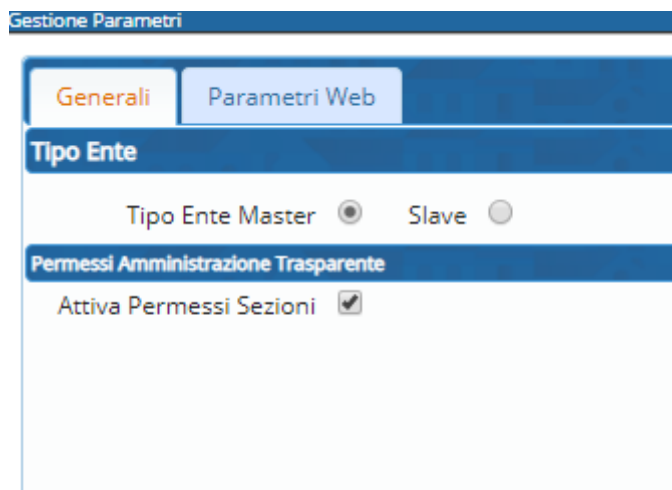 Gestione Parametri
Generali Parametri Web
Tipo Ente
Tipo Ente Master Slave
Permessi Amministrazione Trasparente
Attiva Permessi Sezioni